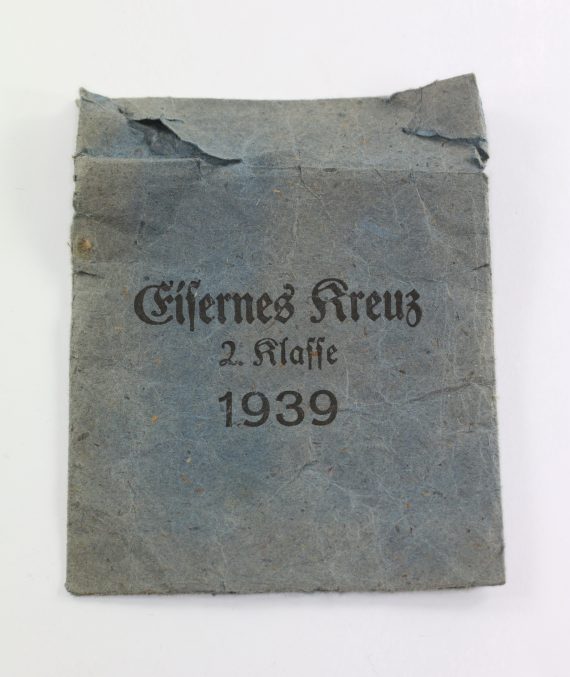 Eisernes Kreuz
2. Klasse
1939